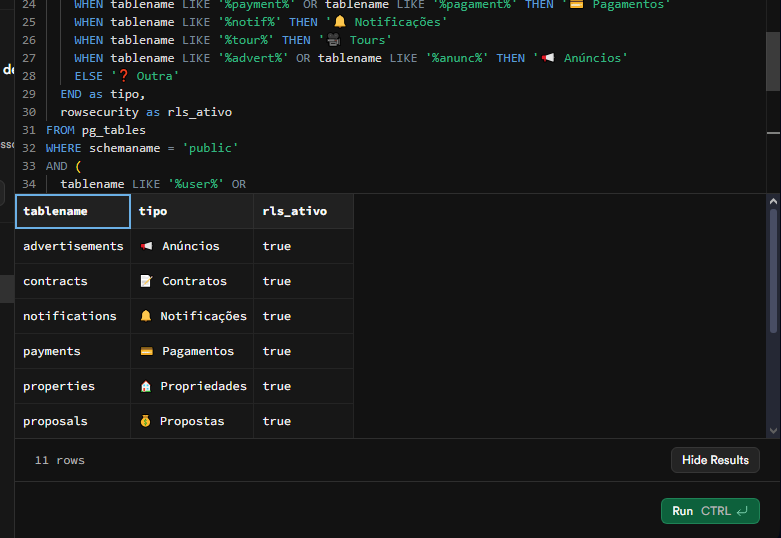 de
sso
24 WHEN tablename LIKE '%payment%' OR tablename LIKE '%pagament%' THEN '💳 Pagamentos'
25 WHEN tablename LIKE '%notif%' THEN '🔔 Notificações'
26 WHEN tablename LIKE '%tour%' THEN '🎥 Tours'
27 WHEN tablename LIKE '%advert%' OR tablename LIKE '%anunc%' THEN '📢 Anúncios'
28 ELSE '❓ Outra'
29 END as tipo,
30 rowsecurity as rls_ativo
31 FROM pg_tables
32 WHERE schemaname = 'public'
33 AND (
34 tablename LIKE '%user%' OR
tablename tipo rls_ativo
advertisements 📢 Anúncios true
contracts 📝 Contratos true
notifications 🔔 Notificações true
payments 💳 Pagamentos true
properties 🏠 Propriedades true
proposals 💰 Propostas true
11 rows
Hide Results
Run CTRL ↵